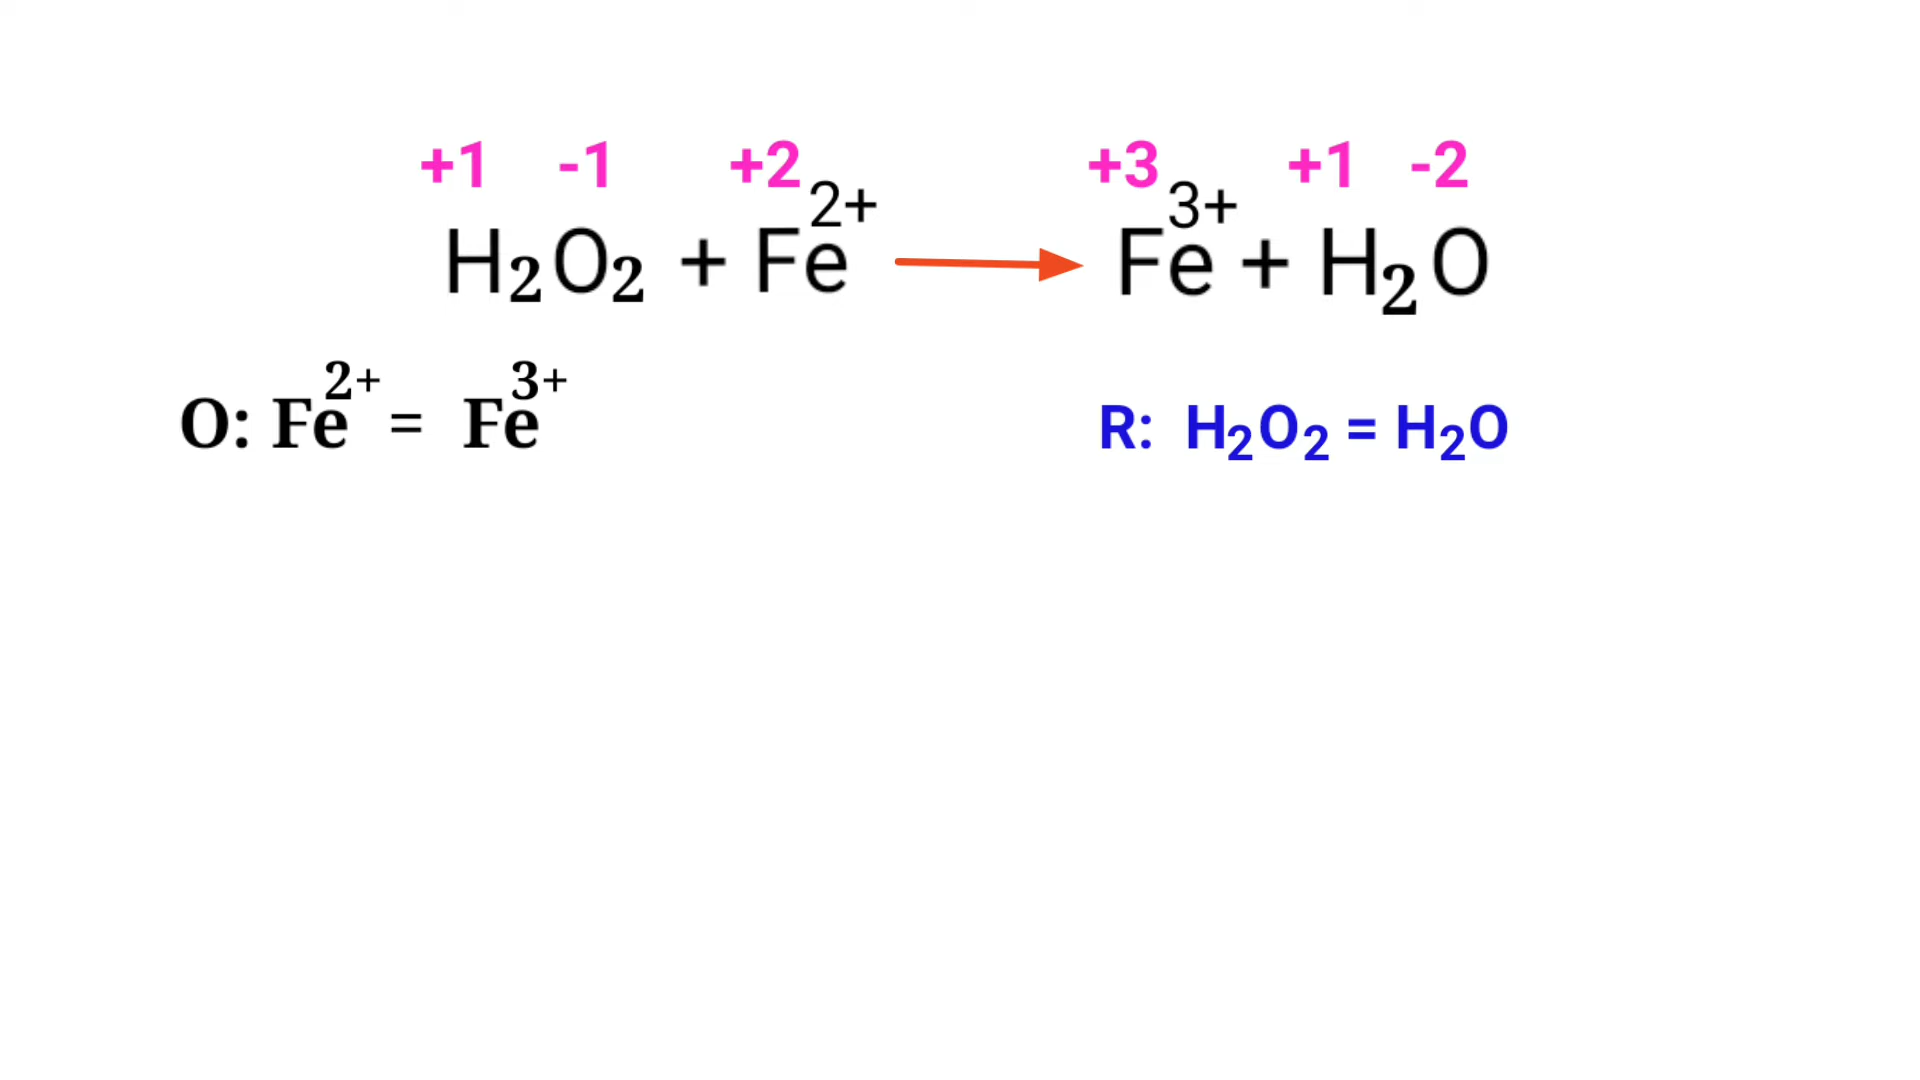 +1 -1 +2 +3 +1 -2
H₂O₂ + Fe²⁺ → Fe³⁺ + H₂O
O: Fe²⁺ = Fe³⁺
R: H₂O₂ = H₂O